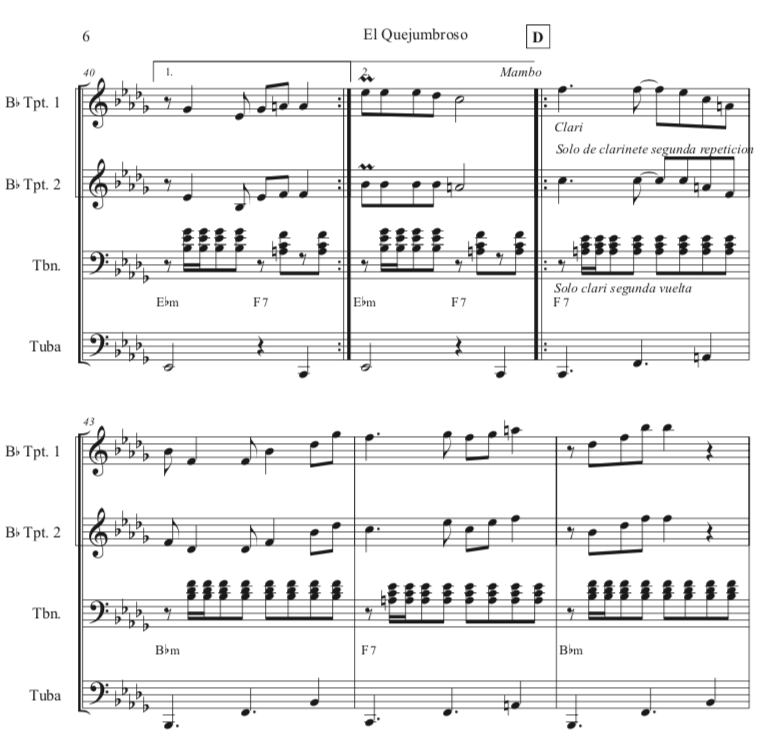 6
El Quejumbroso
D
40
1.
2.
Mambo
B♭ Tpt. 1
Clari
Solo de clarinete segunda repeticion
B♭ Tpt. 2
Tbn.
Solo clari segunda vuelta
E♭m F 7 E♭m F 7 F 7
Tuba
43
B♭ Tpt. 1
B♭ Tpt. 2
Tbn.
B♭m F 7 B♭m
Tuba